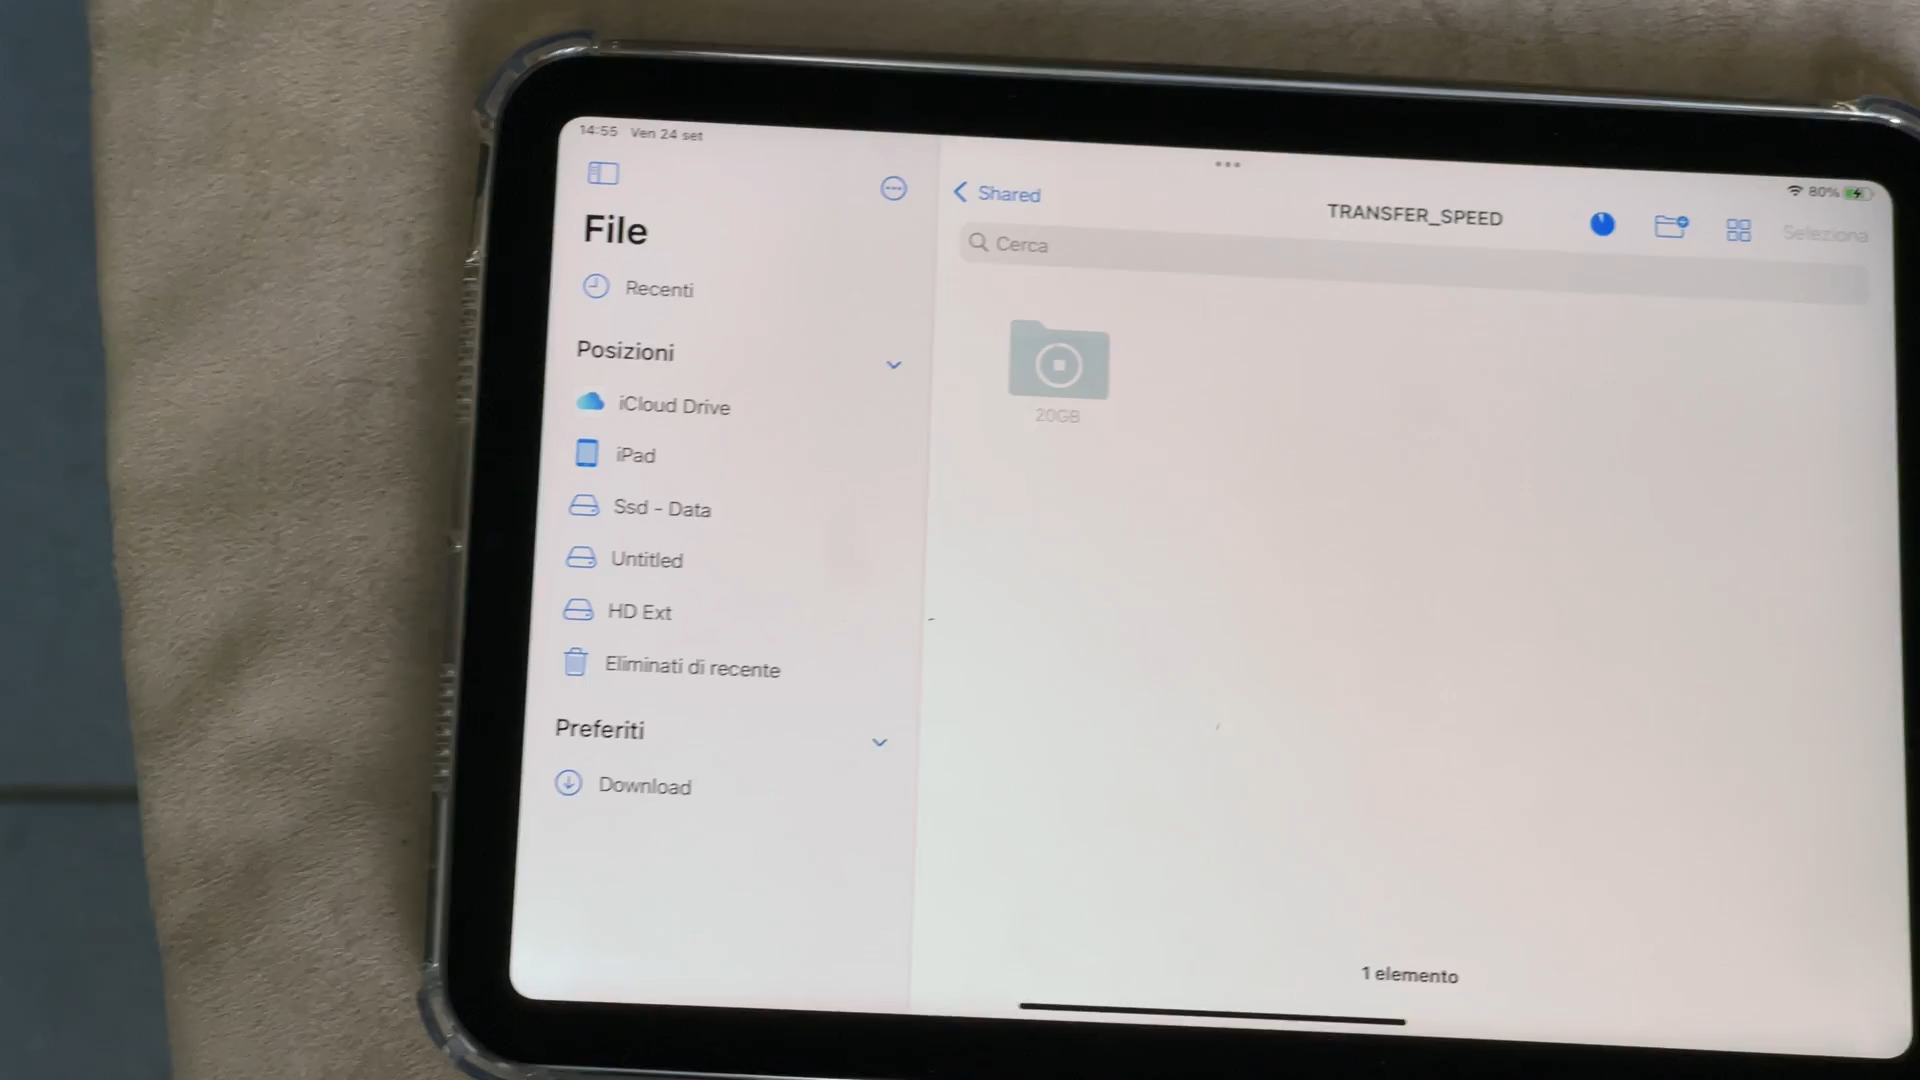 14:55 Ven 24 set
80%
File
Recenti
Posizioni
iCloud Drive
iPad
Ssd - Data
Untitled
HD Ext
Eliminati di recente
Preferiti
Download
Shared
TRANSFER_SPEED
Seleziona
Cerca
20GB
1 elemento